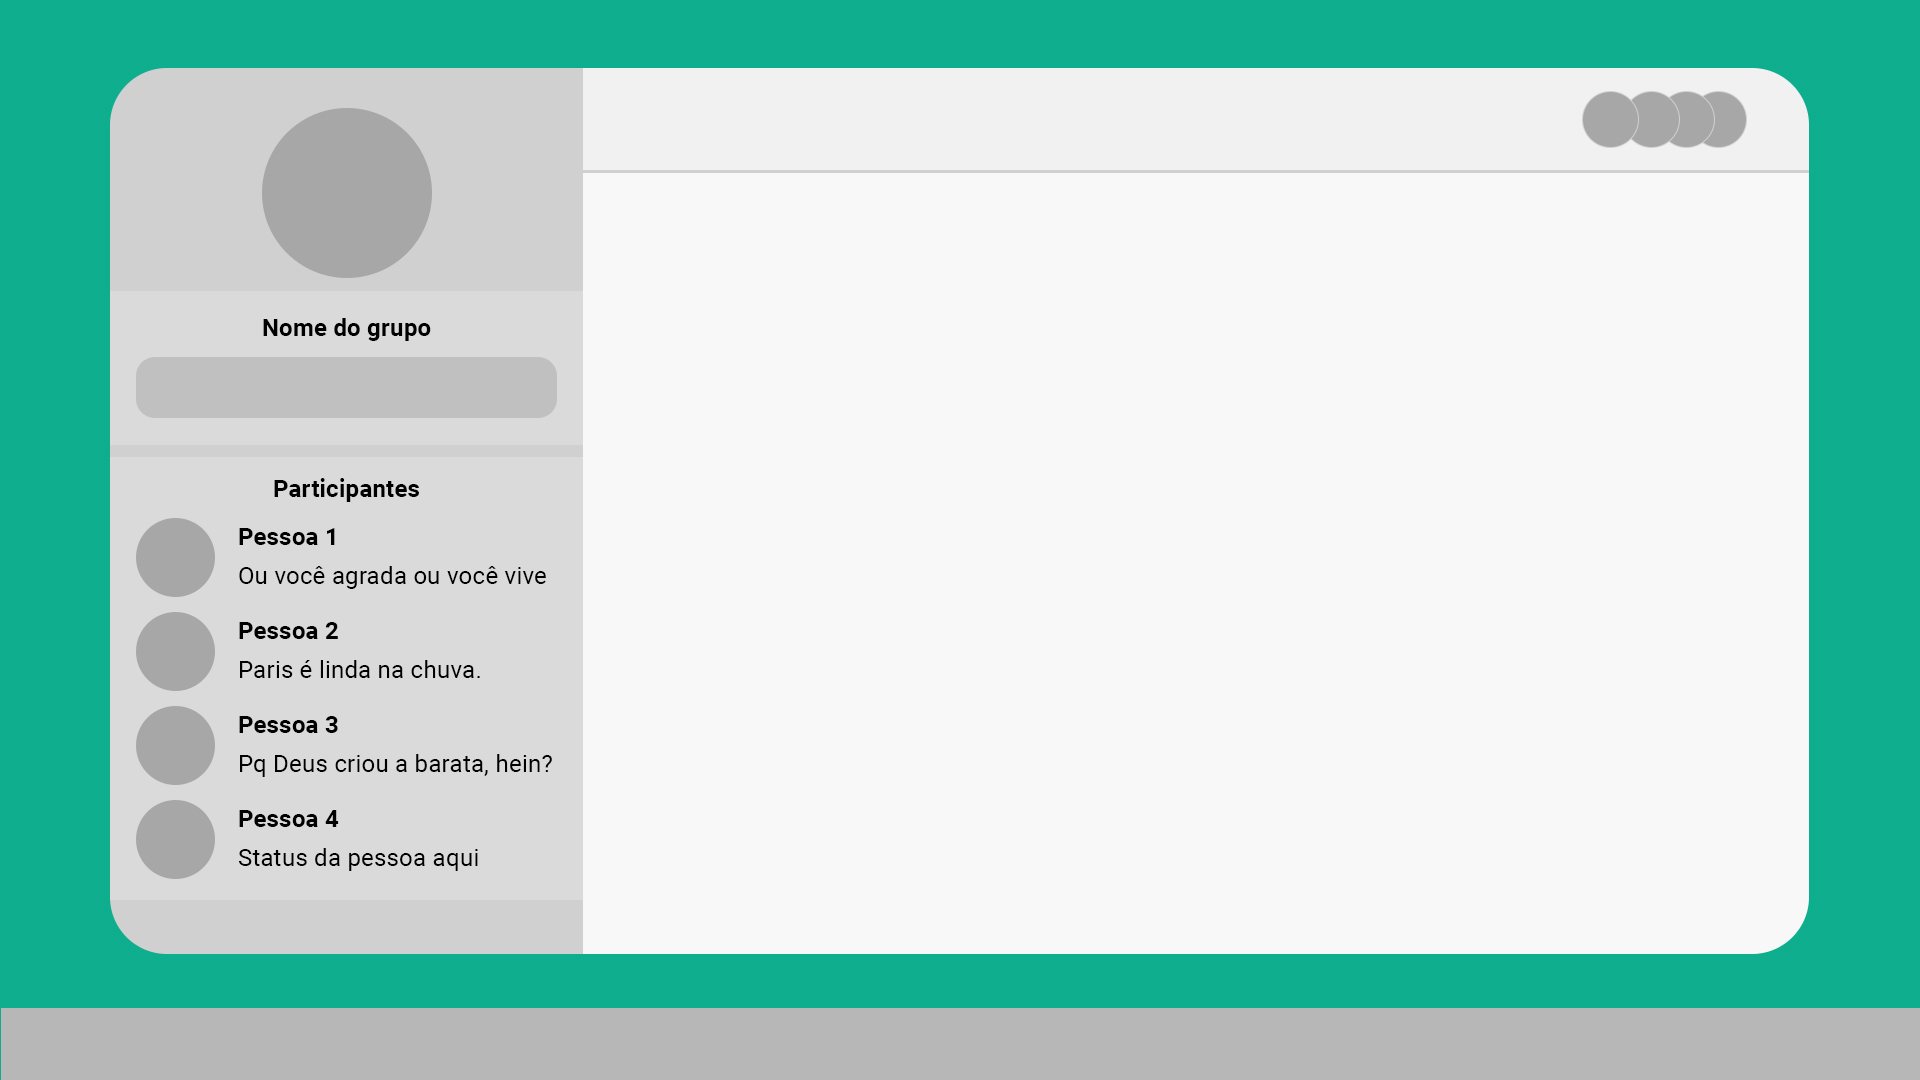 Nome do grupo
Participantes
Pessoa 1
Ou você agrada ou você vive
Pessoa 2
Paris é linda na chuva.
Pessoa 3
Pq Deus criou a barata, hein?
Pessoa 4
Status da pessoa aqui